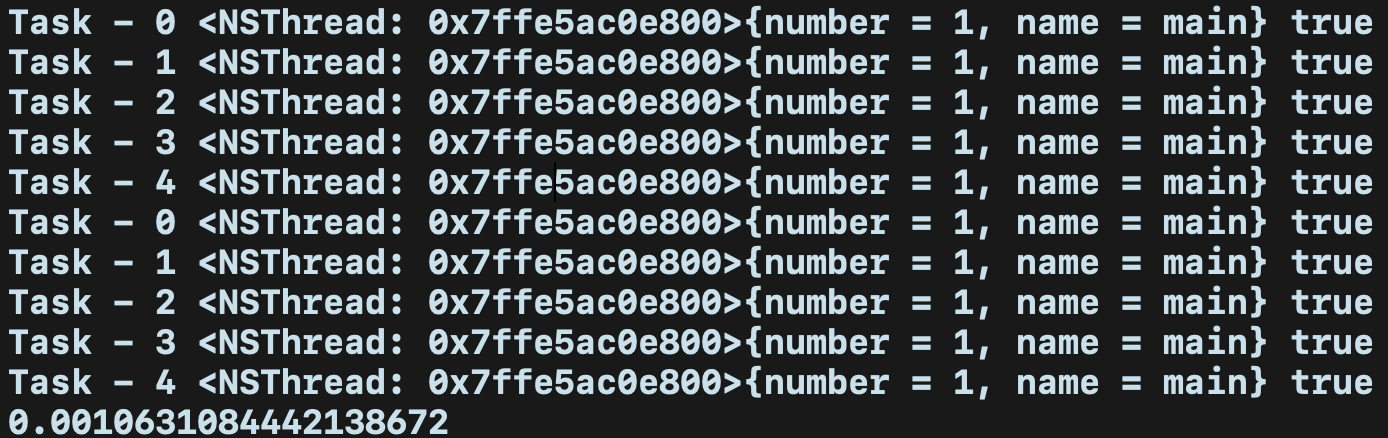 Task - 0 <NSThread: 0x7ffe5ac0e800>{number = 1, name = main} true
Task - 1 <NSThread: 0x7ffe5ac0e800>{number = 1, name = main} true
Task - 2 <NSThread: 0x7ffe5ac0e800>{number = 1, name = main} true
Task - 3 <NSThread: 0x7ffe5ac0e800>{number = 1, name = main} true
Task - 4 <NSThread: 0x7ffe5ac0e800>{number = 1, name = main} true
Task - 0 <NSThread: 0x7ffe5ac0e800>{number = 1, name = main} true
Task - 1 <NSThread: 0x7ffe5ac0e800>{number = 1, name = main} true
Task - 2 <NSThread: 0x7ffe5ac0e800>{number = 1, name = main} true
Task - 3 <NSThread: 0x7ffe5ac0e800>{number = 1, name = main} true
Task - 4 <NSThread: 0x7ffe5ac0e800>{number = 1, name = main} true
0.0010631084442138672